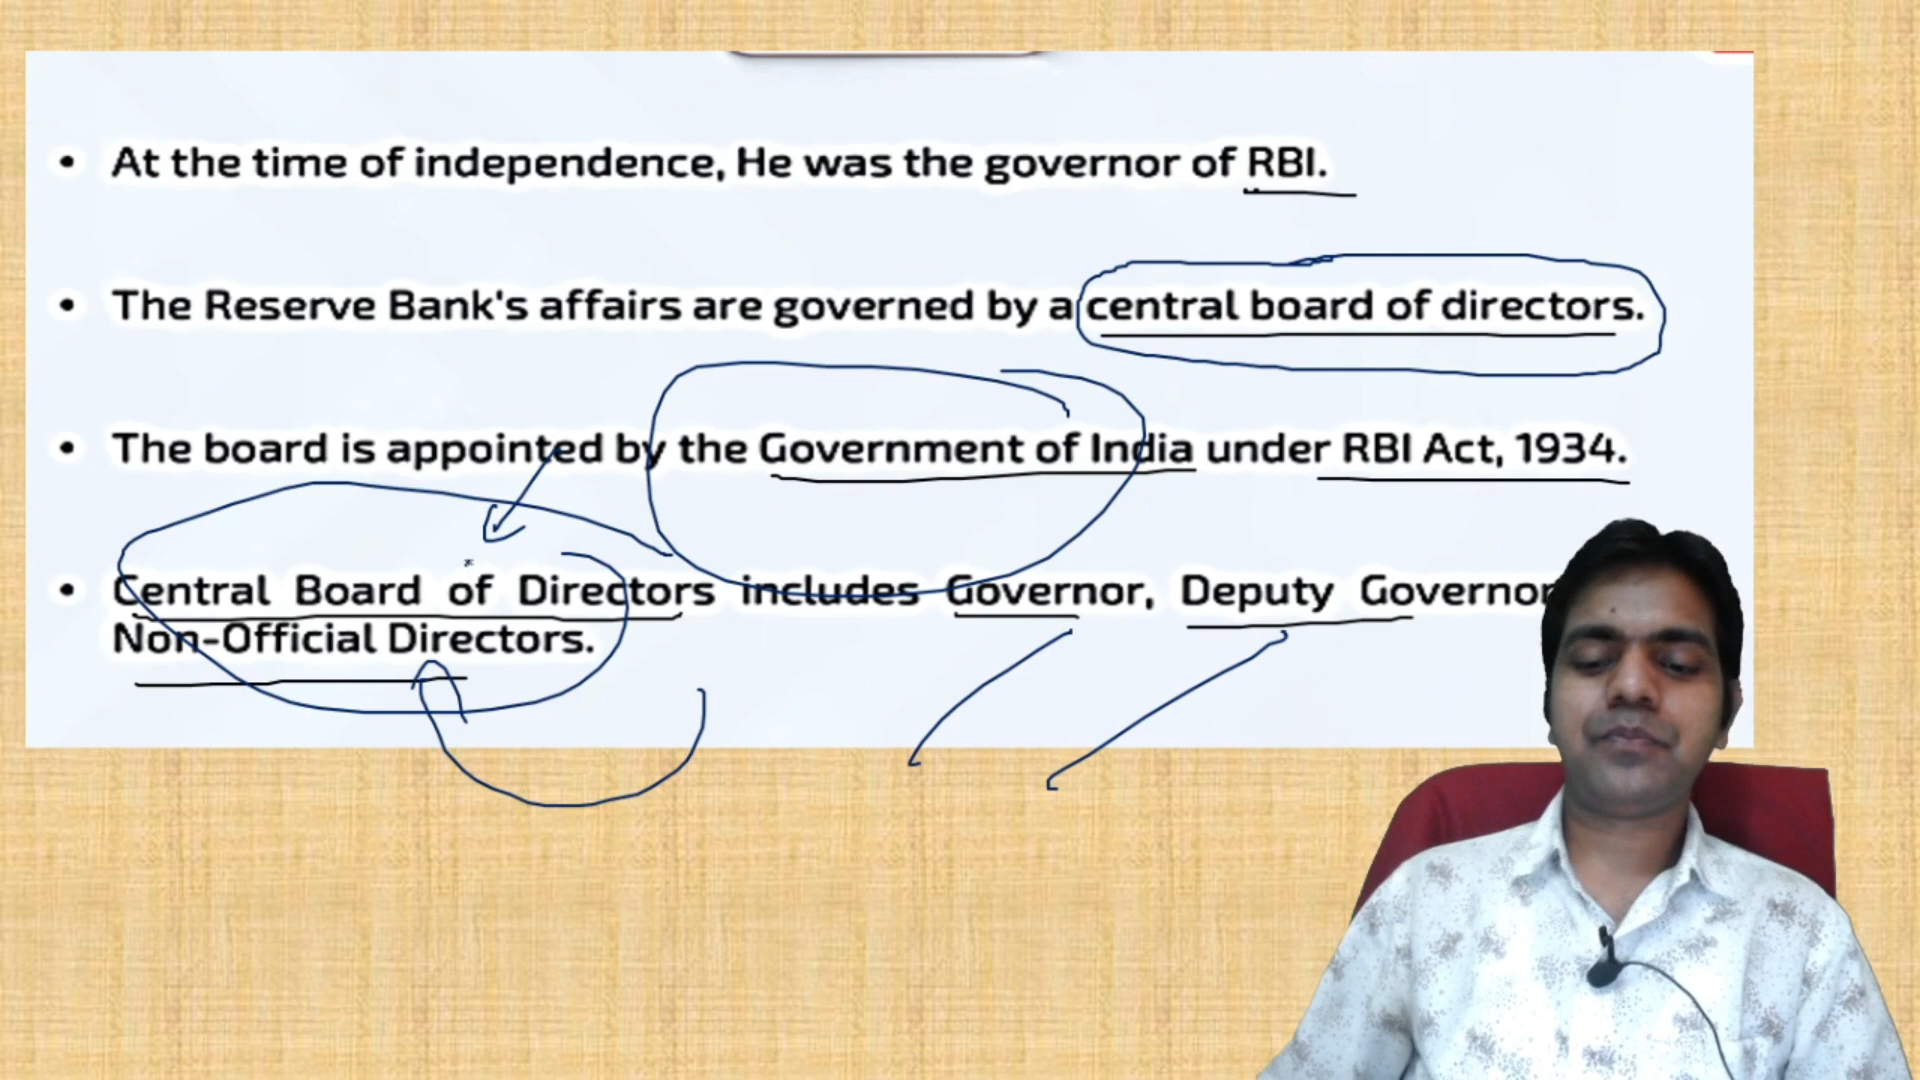 • At the time of independence, He was the governor of RBI.
• The Reserve Bank's affairs are governed by a central board of directors.
• The board is appointed by the Government of India under RBI Act, 1934.
• Central Board of Directors includes Governor, Deputy Governor
Non-Official Directors.